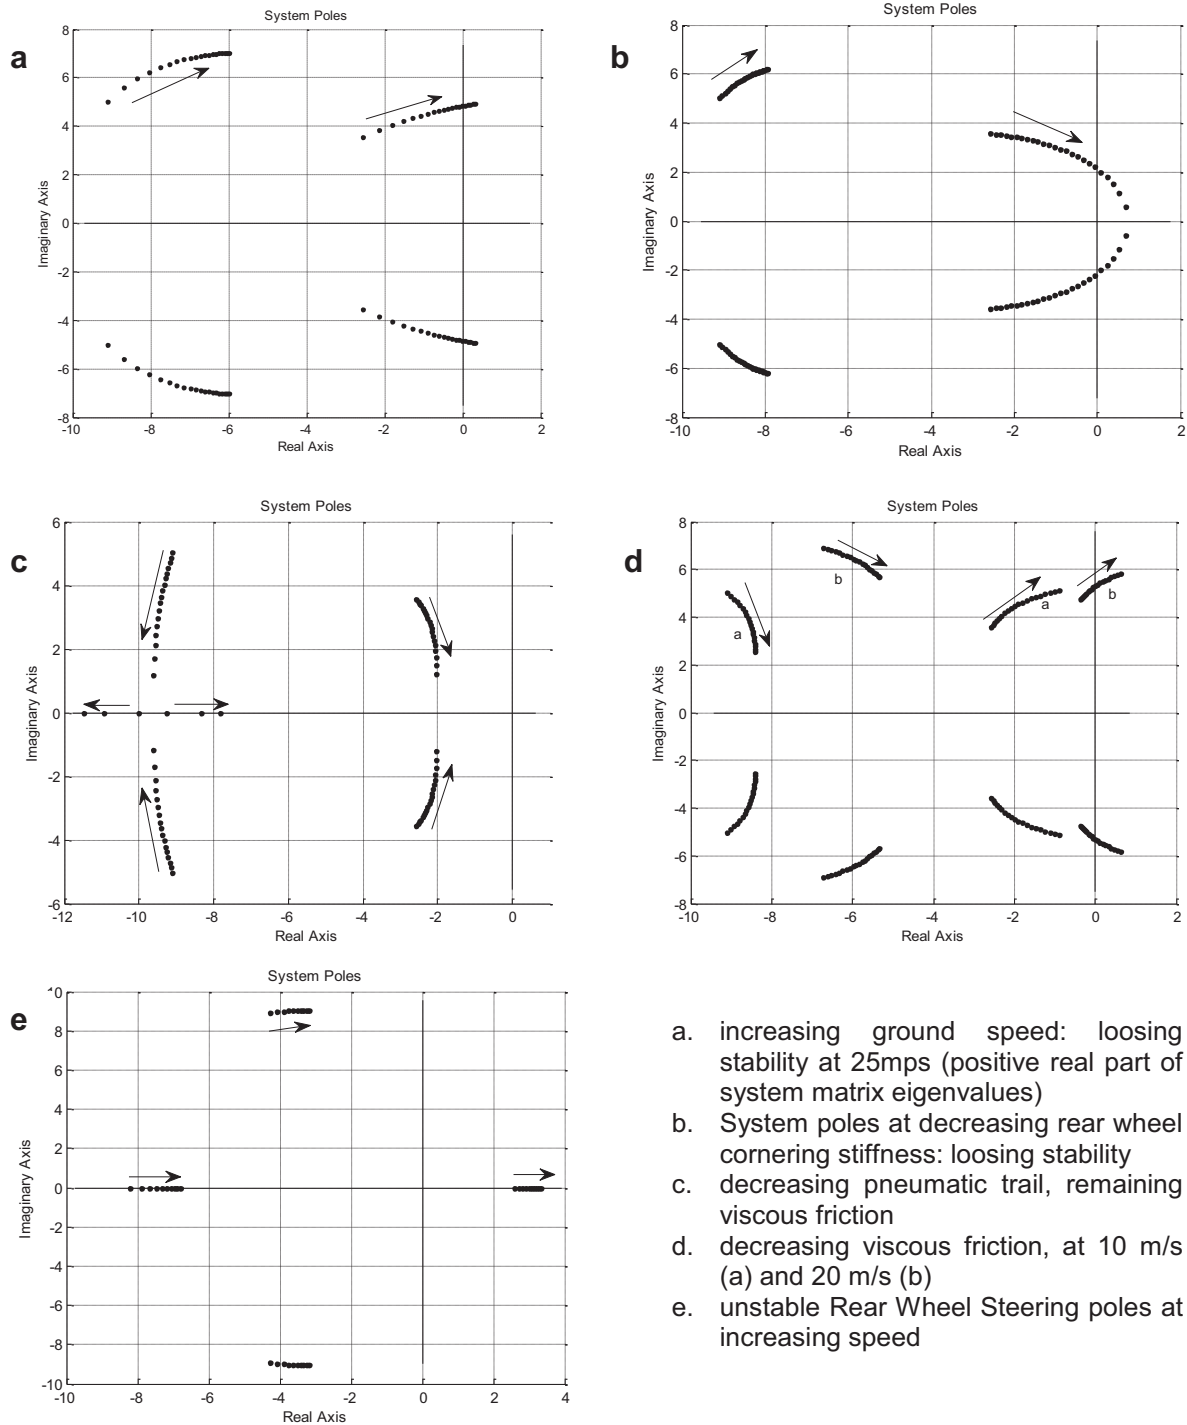 System Poles
a
8
6
4
2
0
-2
-4
-6
-8
-10 -8 -6 -4 -2 0 2
Imaginary Axis
Real Axis
System Poles
b
8
6
4
2
0
-2
-4
-6
-8
-10 -8 -6 -4 -2 0 2
Imaginary Axis
Real Axis
System Poles
c
6
4
2
0
-2
-4
-6
-12 -10 -8 -6 -4 -2 0
Imaginary Axis
Real Axis
System Poles
d
8
6
4
2
0
-2
-4
-6
-8
b
a
a
b
-10 -8 -6 -4 -2 0 2
Imaginary Axis
Real Axis
System Poles
e
0
8
6
4
2
0
-2
-4
-6
-8
-10
-10 -8 -6 -4 -2 0 2 4
Imaginary Axis
Real Axis
a. increasing ground speed: loosing
stability at 25mps (positive real part of
system matrix eigenvalues)
b. System poles at decreasing rear wheel
cornering stiffness: loosing stability
c. decreasing pneumatic trail, remaining
viscous friction
d. decreasing viscous friction, at 10 m/s
(a) and 20 m/s (b)
e. unstable Rear Wheel Steering poles at
increasing speed